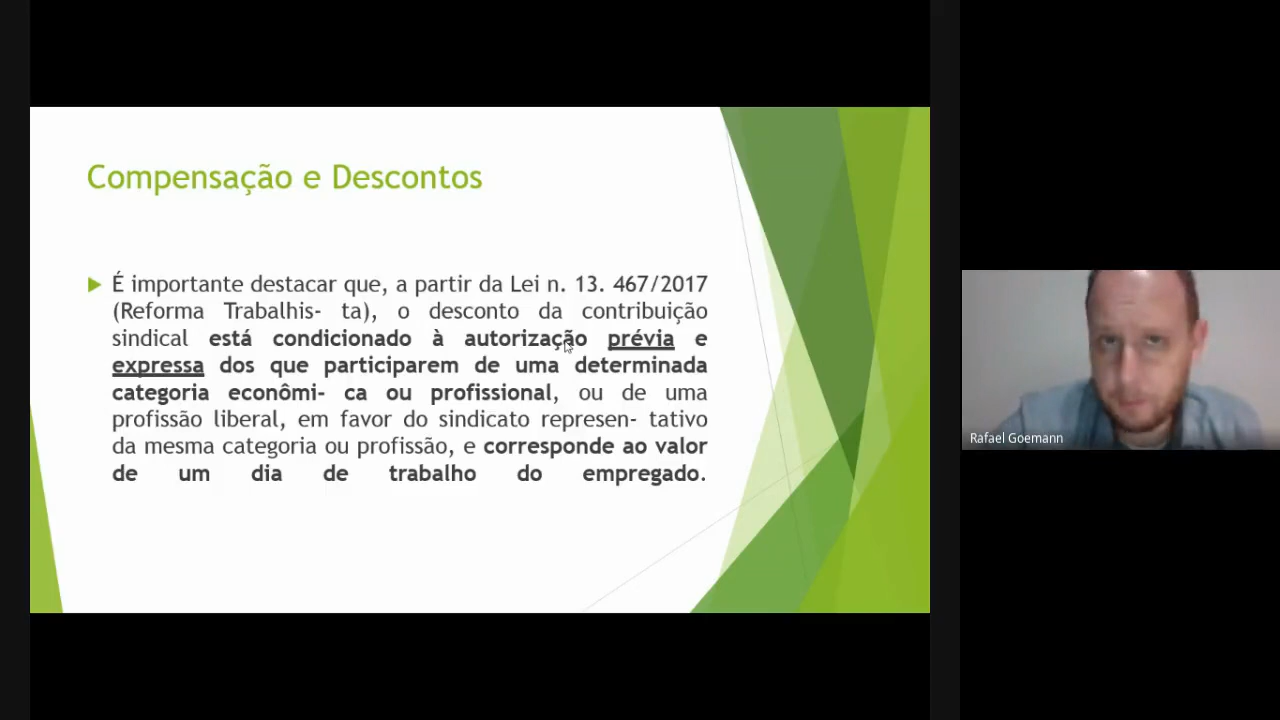 Compensação e Descontos
É importante destacar que, a partir da Lei n. 13. 467/2017
(Reforma Trabalhis- ta), o desconto da contribuição
sindical está condicionado à autorização prévia e
expressa dos que participarem de uma determinada
categoria econômi- ca ou profissional, ou de uma
profissão liberal, em favor do sindicato represen- tativo
da mesma categoria ou profissão, e corresponde ao valor
de um dia de trabalho do empregado.
Rafael Goemann